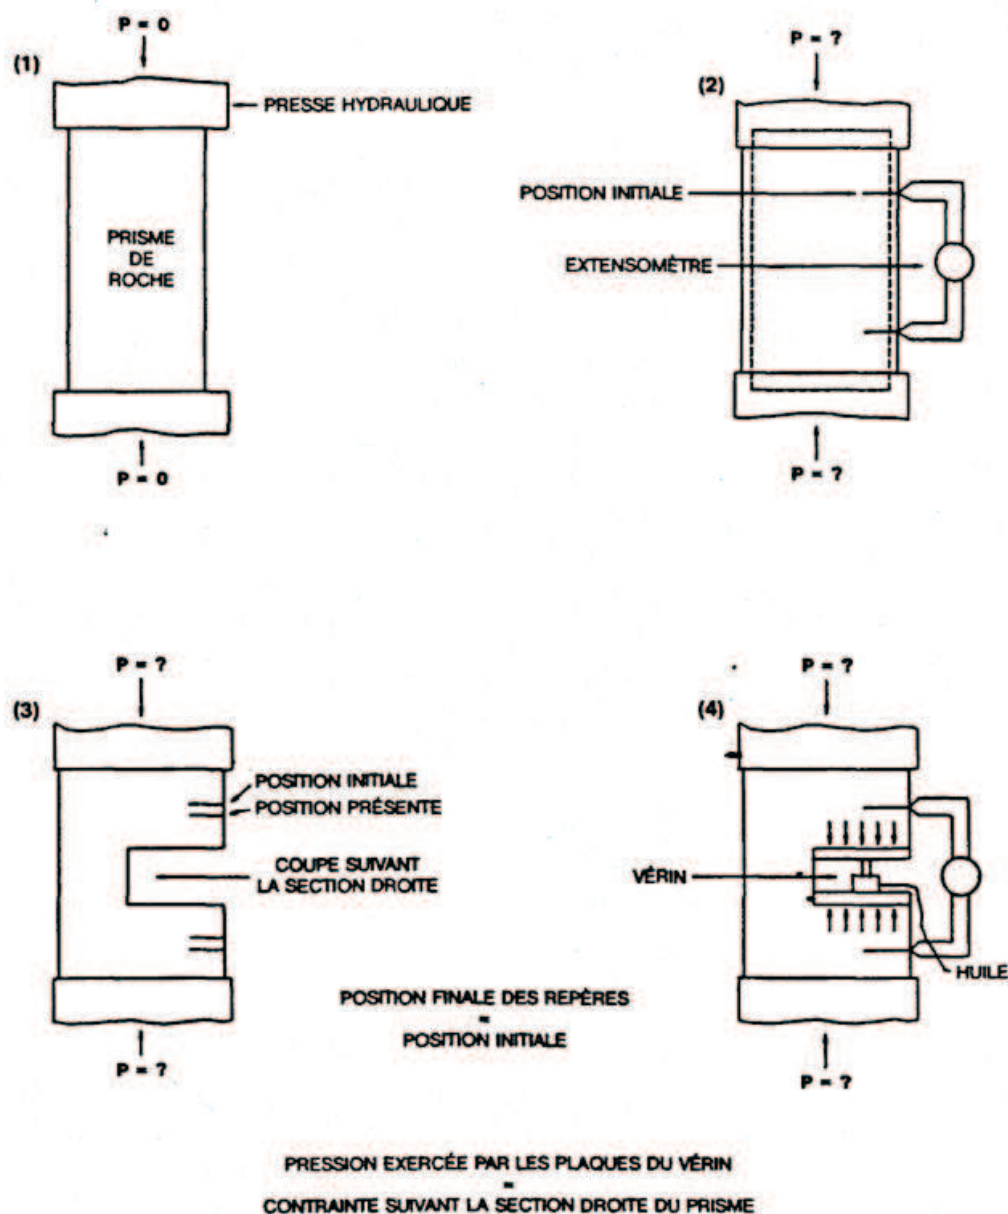 P = 0
(1)
PRESSE HYDRAULIQUE
PRISME
DE
ROCHE
P = 0
P = ?
(2)
POSITION INITIALE
EXTENSOMÈTRE
P = ?
P = ?
(3)
POSITION INITIALE
POSITION PRÉSENTE
COUPE SUIVANT
LA SECTION DROITE
P = ?
P = ?
(4)
VÉRIN
HUILE
P = ?
POSITION FINALE DES REPÈRES
=
POSITION INITIALE
PRESSION EXERCÉE PAR LES PLAQUES DU VÉRIN
=
CONTRAINTE SUIVANT LA SECTION DROITE DU PRISME